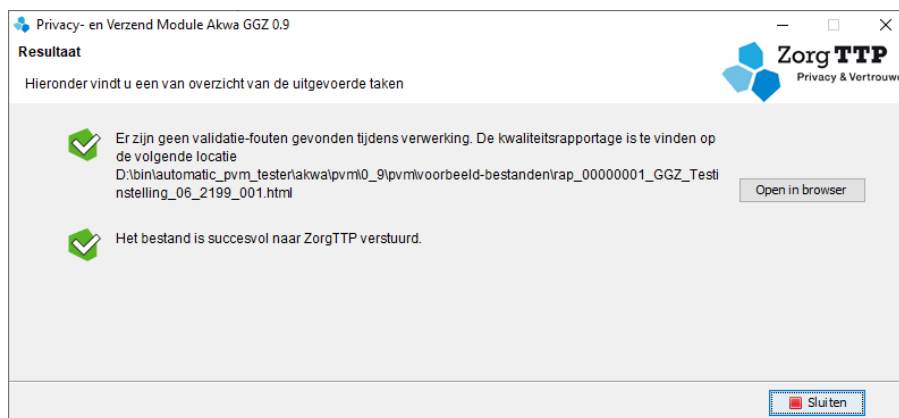 Privacy- en Verzend Module Akwa GGZ 0.9
Resultaat
Hieronder vindt u een van overzicht van de uitgevoerde taken
Zorg TTP
Privacy & Vertrouwe
Er zijn geen validatie-fouten gevonden tijdens verwerking. De kwaliteitsrapportage is te vinden op
de volgende locatie
D:\bin\automatic_pvm_tester\akwa\pvm\0_9\pvm\voorbeeld-bestanden\rap_00000001_GGZ_Testi
nstelling_06_2199_001.html
Open in browser
Het bestand is succesvol naar ZorgTTP verstuurd.
Sluiten